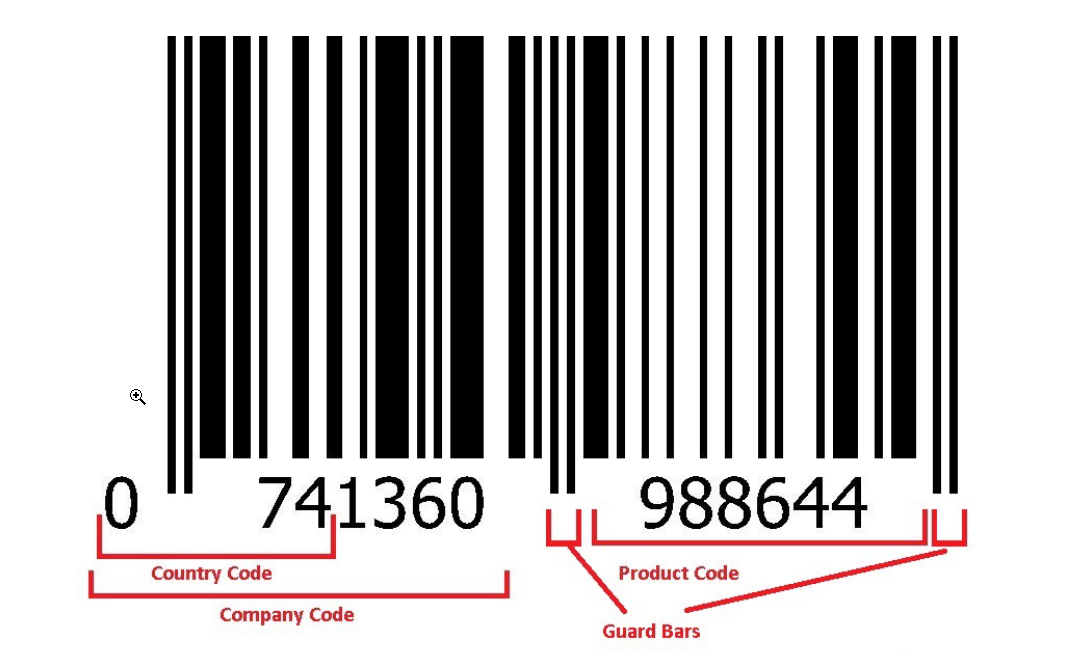 0 741360 988644
Country Code
Product Code
Company Code
Guard Bars